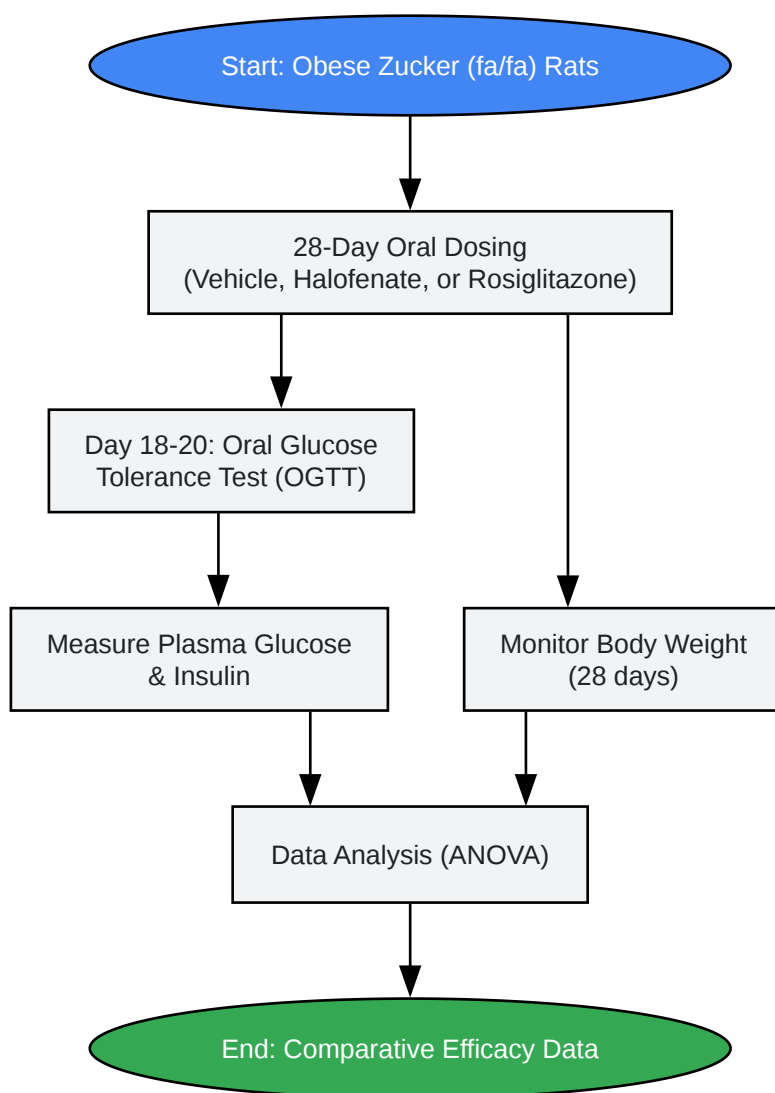 Start: Obese Zucker (fa/fa) Rats
28-Day Oral Dosing
(Vehicle, Halofenate, or Rosiglitazone)
Day 18-20: Oral Glucose
Tolerance Test (OGTT)
Measure Plasma Glucose
& Insulin
Monitor Body Weight
(28 days)
Data Analysis (ANOVA)
End: Comparative Efficacy Data